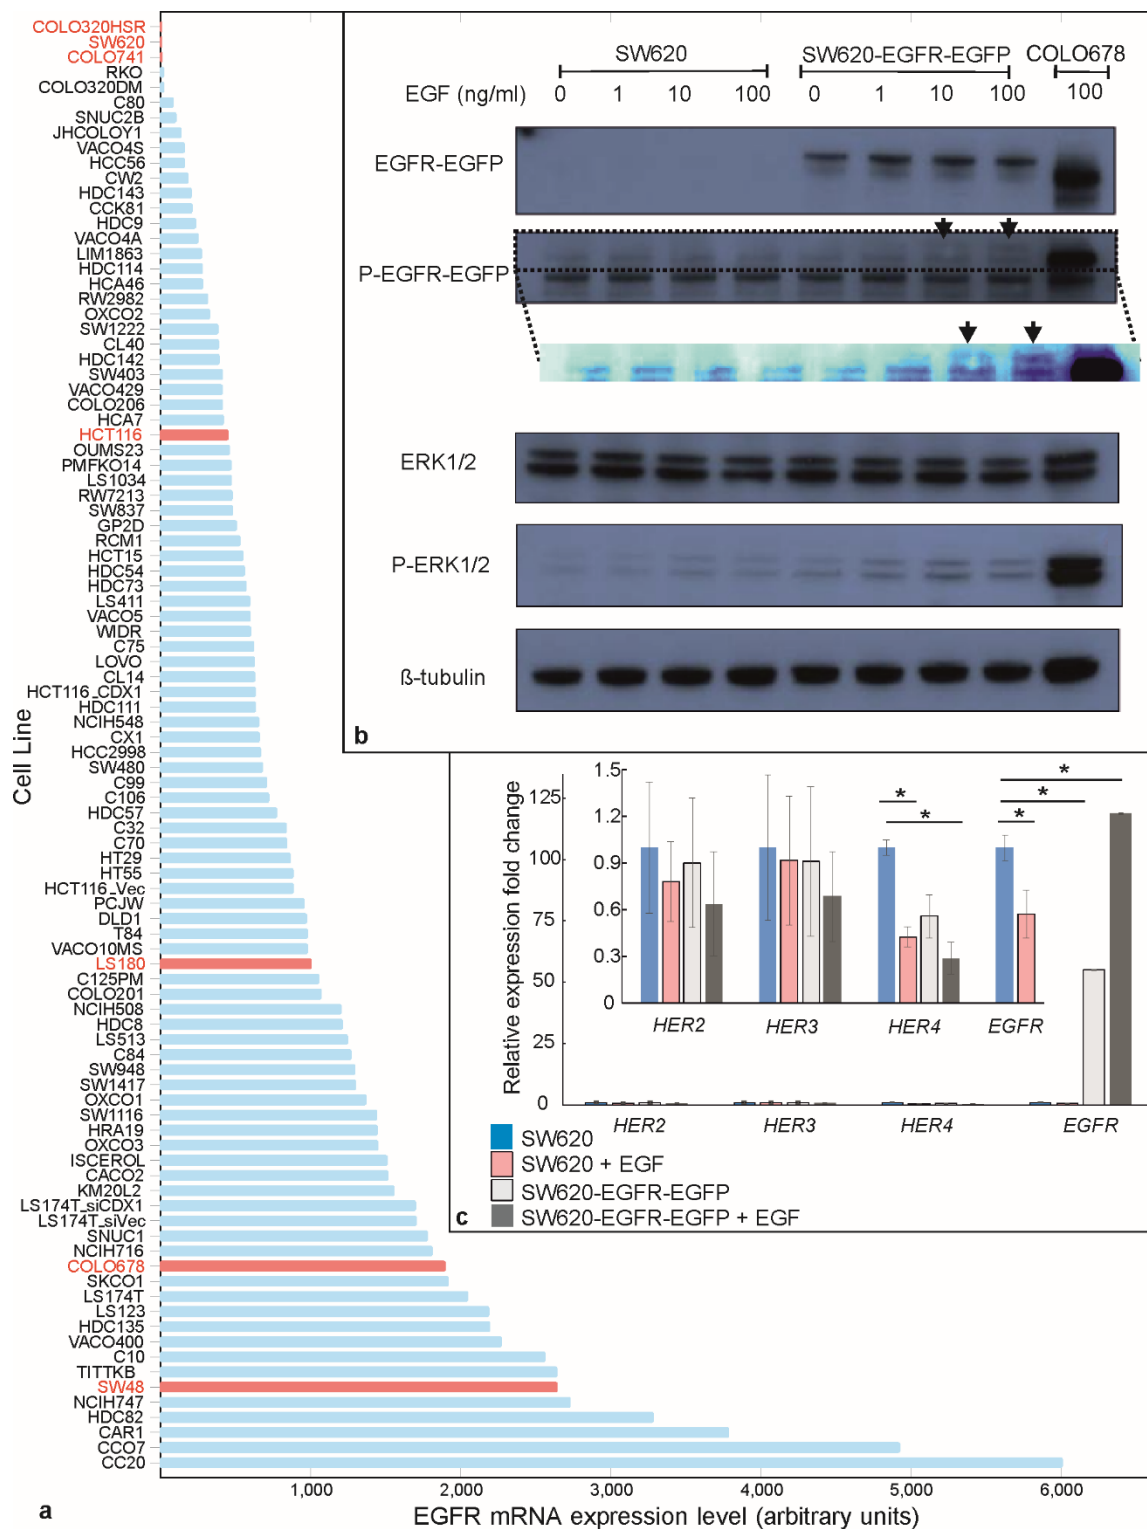 COLO320HSR
SW620
COLO741
RKO
COLO320DM
C80
SNUC2B
JHCOLOY1
VACO4S
HCC56
CW2
HDC143
CCK81
HDC9
VACO4A
LIM1863
HDC114
HCA46
RW2982
OXCO2
SW1222
CL40
HDC142
SW403
VACO429
COLO206
HCA7
HCT116
OUMS23
PMFKO14
LS1034
RW7213
SW837
GP2D
RCM1
HCT15
HDC54
HDC73
LS411
VACO5
WIDR
C75
LOVO
CL14
HCT116_CDX1
HDC111
NCIH548
CX1
HCC2998
SW480
C99
C106
HDC57
C32
C70
HT29
HT55
HCT116_Vec
PCJW
DLD1
T84
VACO10MS
LS180
C125PM
COLO201
NCIH508
HDC8
LS513
C84
SW948
SW1417
OXCO1
SW1116
HRA19
OXCO3
ISCEROL
CACO2
KM20L2
LS174T_siCDX1
LS174T_siVec
SNUC1
NCIH716
COLO678
SKCO1
LS174T
LS123
HDC135
VACO400
C10
TITTKB
SW48
NCIH747
HDC82
CAR1
CCO7
CC20
Cell Line
1,000 2,000 3,000 4,000 5,000 6,000
EGFR mRNA expression level (arbitrary units)
a
SW620 SW620-EGFR-EGFP COLO678
EGF (ng/ml) 0 1 10 100 0 1 10 100 100
EGFR-EGFP
P-EGFR-EGFP
ERK1/2
P-ERK1/2
ß-tubulin
b
Relative expression fold change
125
100
75
50
25
0
1.5
1.2
0.9
0.6
0.3
0
* * * * *
HER2 HER3 HER4 EGFR
HER2 HER3 HER4 EGFR
SW620
SW620 + EGF
SW620-EGFR-EGFP
SW620-EGFR-EGFP + EGF
c